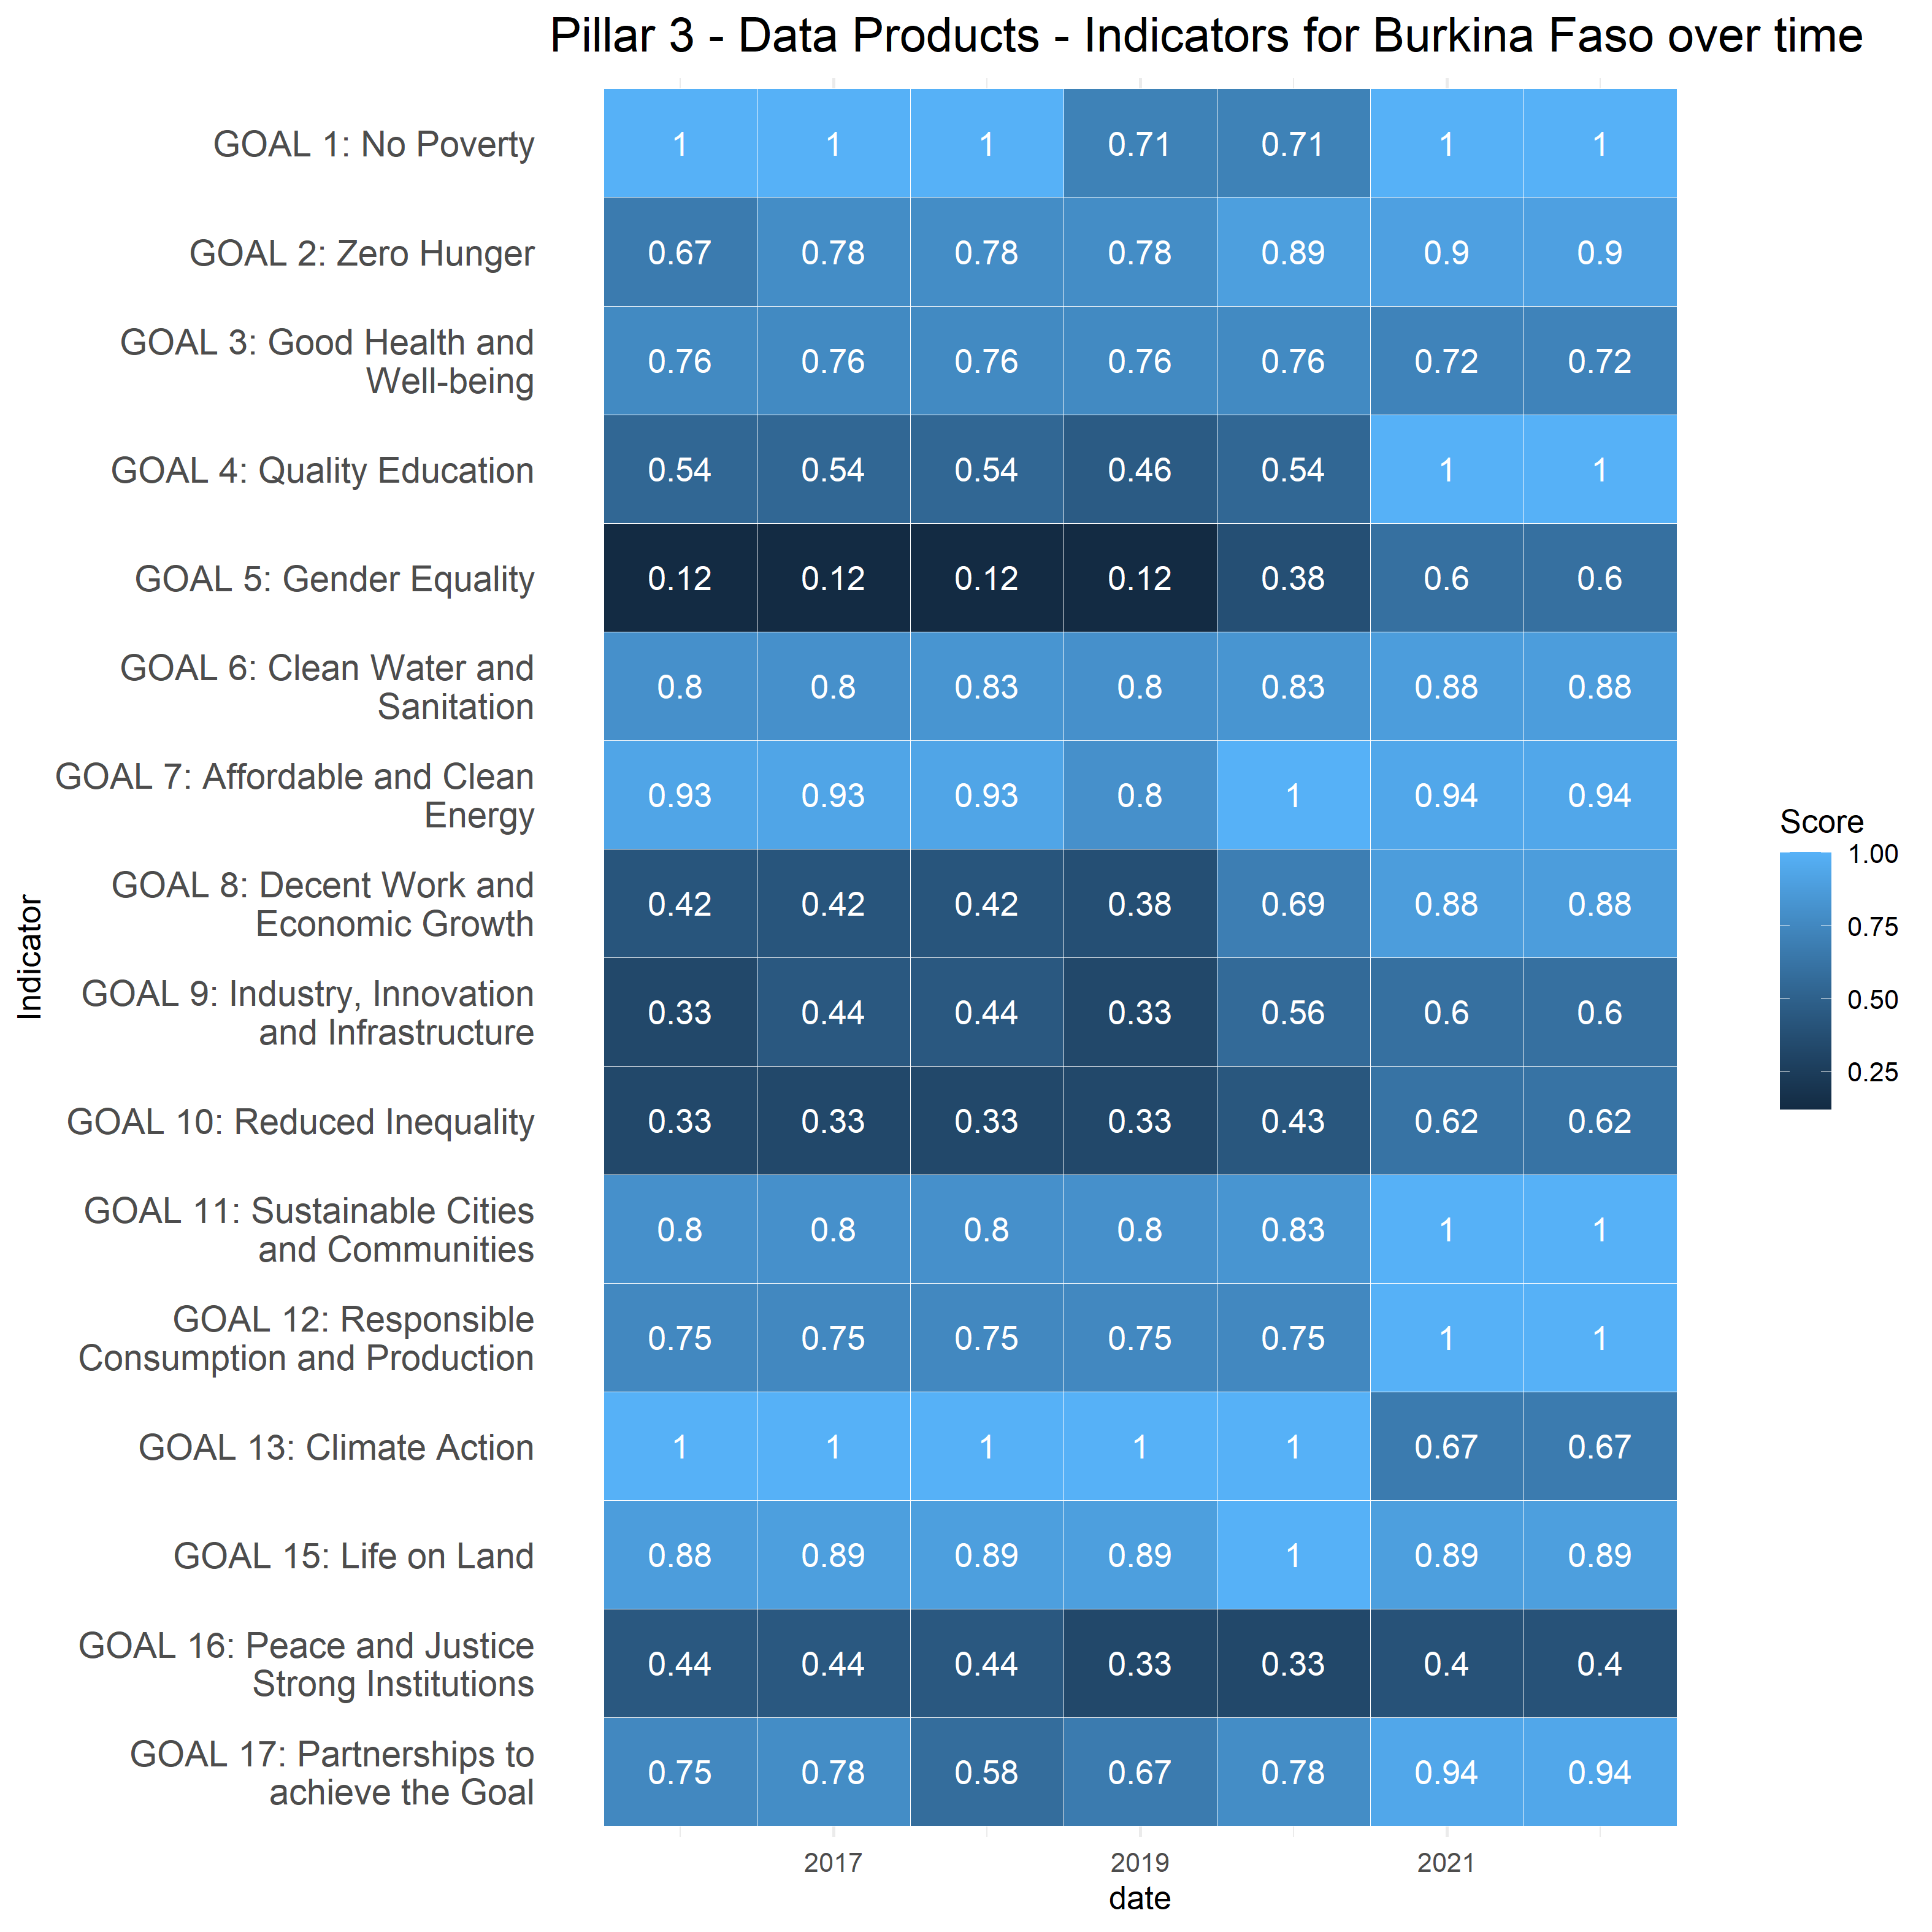 Pillar 3 - Data Products - Indicators for Burkina Faso over time
GOAL 1: No Poverty
1 1 1 0.71 0.71 1 1
GOAL 2: Zero Hunger
0.67 0.78 0.78 0.78 0.89 0.9 0.9
GOAL 3: Good Health and
Well-being
0.76 0.76 0.76 0.76 0.76 0.72 0.72
GOAL 4: Quality Education
0.54 0.54 0.54 0.46 0.54 1 1
GOAL 5: Gender Equality
0.12 0.12 0.12 0.12 0.38 0.6 0.6
GOAL 6: Clean Water and
Sanitation
0.8 0.8 0.83 0.8 0.83 0.88 0.88
GOAL 7: Affordable and Clean
Energy
0.93 0.93 0.93 0.8 1 0.94 0.94
GOAL 8: Decent Work and
Economic Growth
0.42 0.42 0.42 0.38 0.69 0.88 0.88
GOAL 9: Industry, Innovation
and Infrastructure
0.33 0.44 0.44 0.33 0.56 0.6 0.6
GOAL 10: Reduced Inequality
0.33 0.33 0.33 0.33 0.43 0.62 0.62
GOAL 11: Sustainable Cities
and Communities
0.8 0.8 0.8 0.8 0.83 1 1
GOAL 12: Responsible
Consumption and Production
0.75 0.75 0.75 0.75 0.75 1 1
GOAL 13: Climate Action
1 1 1 1 1 0.67 0.67
GOAL 15: Life on Land
0.88 0.89 0.89 0.89 1 0.89 0.89
GOAL 16: Peace and Justice
Strong Institutions
0.44 0.44 0.44 0.33 0.33 0.4 0.4
GOAL 17: Partnerships to
achieve the Goal
0.75 0.78 0.58 0.67 0.78 0.94 0.94
2017 2019 2021
date
Indicator
Score
1.00
0.75
0.50
0.25